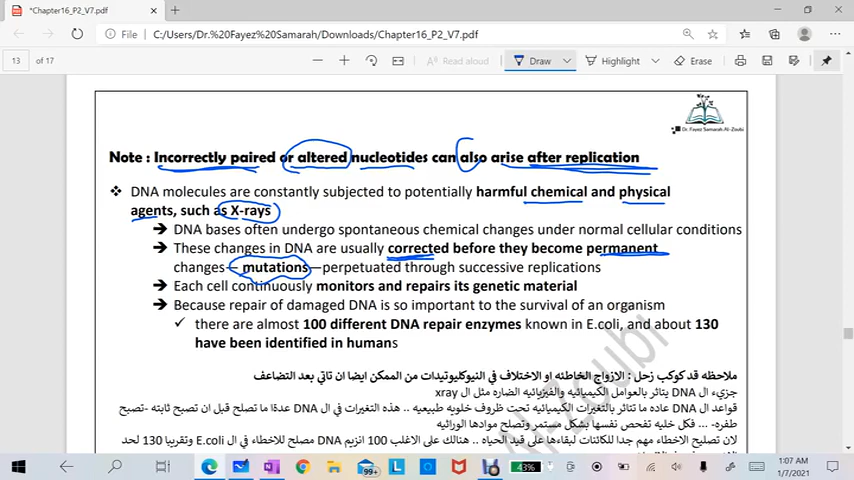 *Chapter16_P2_V7.pdf
File C:/Users/Dr.%20Fayez%20Samarah/Downloads/Chapter16_P2_V7.pdf
13 of 17
Read aloud
Draw
Highlight
Erase
Dr. Fayez Samarah Al-Zoubi
Note : Incorrectly paired or altered nucleotides can also arise after replication
❖ DNA molecules are constantly subjected to potentially harmful chemical and physical
agents, such as X-rays
➔ DNA bases often undergo spontaneous chemical changes under normal cellular conditions
➔ These changes in DNA are usually corrected before they become permanent
changes—mutations—perpetuated through successive replications
➔ Each cell continuously monitors and repairs its genetic material
➔ Because repair of damaged DNA is so important to the survival of an organism
✓ there are almost 100 different DNA repair enzymes known in E.coli, and about 130
have been identified in humans
Al-Zoubi
ملاحظه قد كوكب زحل : الازواج الخاطئه او الاختلاف في النيوكليوتيدات من الممكن ايضا ان تاتي بعد التضاعف
جزيء ال DNA يتاثر بالعوامل الكيميائيه والفيزيائيه الضاره مثل ال xray
قواعد ال DNA عاده ما تتاثر بالتغيرات الكيميائيه تحت ظروف خلويه طبيعيه .. هذه التغيرات في ال DNA عادة ما تصلح قبل ان تصبح ثابته -تصبح
طفره-... فكل خليه تفحص نفسها بشكل مستمر وتصلح موادها الوراثيه
لان تصليح الاخطاء مهم جدا للكائنات لبقاءها على قيد الحياه .. هنالك على الاغلب 100 انزيم DNA مصلح للاخطاء في ال E.coli وتقريبا 130 لحد
99+
43%
1:07 AM
1/7/2021